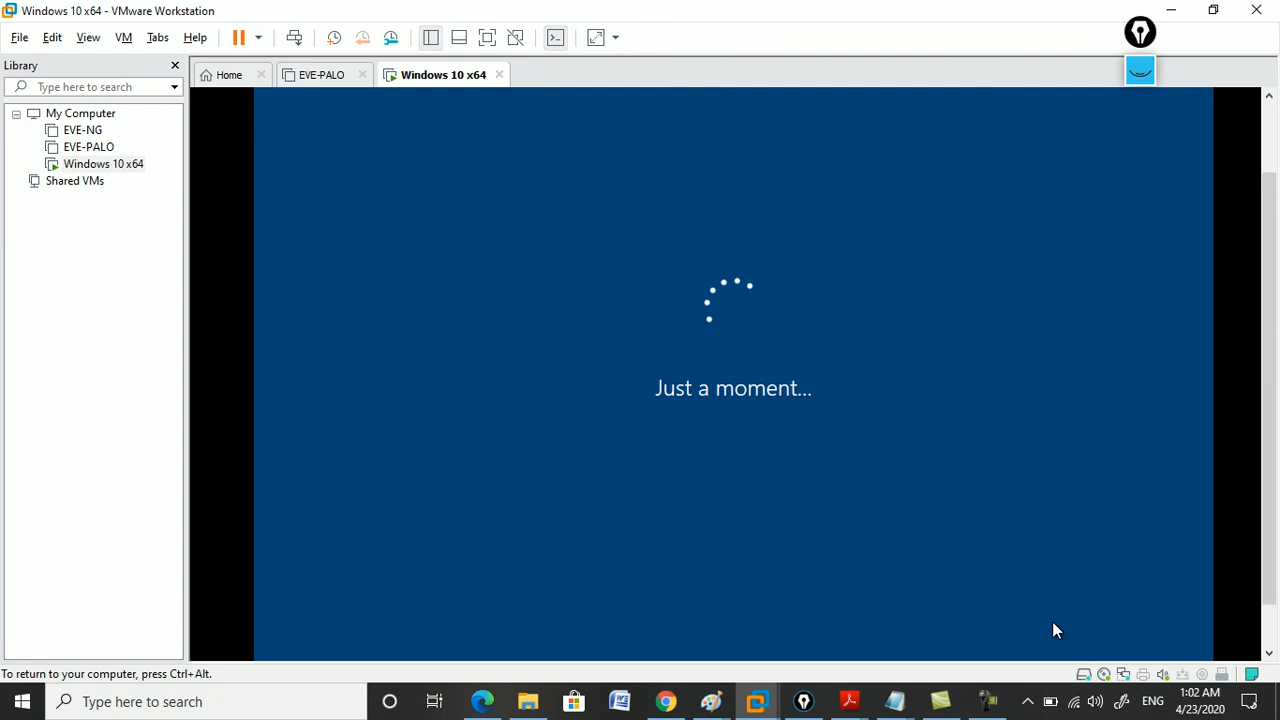 Windows 10 x64 - VMware Workstation
File Edit View VM Tabs Help
Library
Type here to search
Home
EVE-PALO
Windows 10 x64
My Computer
EVE-NG
EVE-PALO
Windows 10 x64
Shared VMs
Just a moment...
To return to your computer, press Ctrl+Alt.
Type here to search
ENG
1:02 AM
4/23/2020